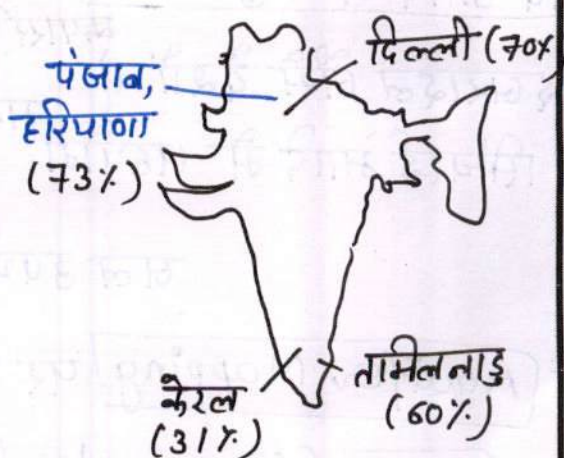 दिल्ली (70%)
पंजाब,
हरियाणा
(73%)
केरल
(31%)
तामिलनाडु
(60%)